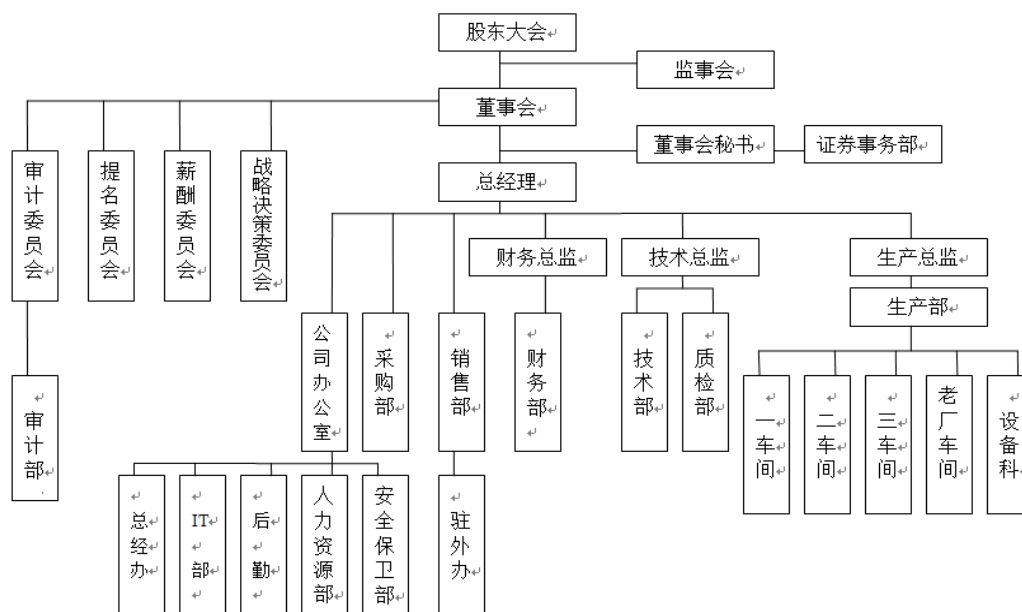 股东大会
监事会
董事会
董事会秘书
证券事务部
总经理
审计委员会
提名委员会
薪酬委员会
战略决策委员会
财务总监
技术总监
生产总监
生产部
公司办公室
采购部
销售部
财务部
技术部
质检部
审计部
一车间
二车间
三车间
老厂车间
设备科
总经办
IT部
后勤
人力资源部
安全保卫部
驻外办